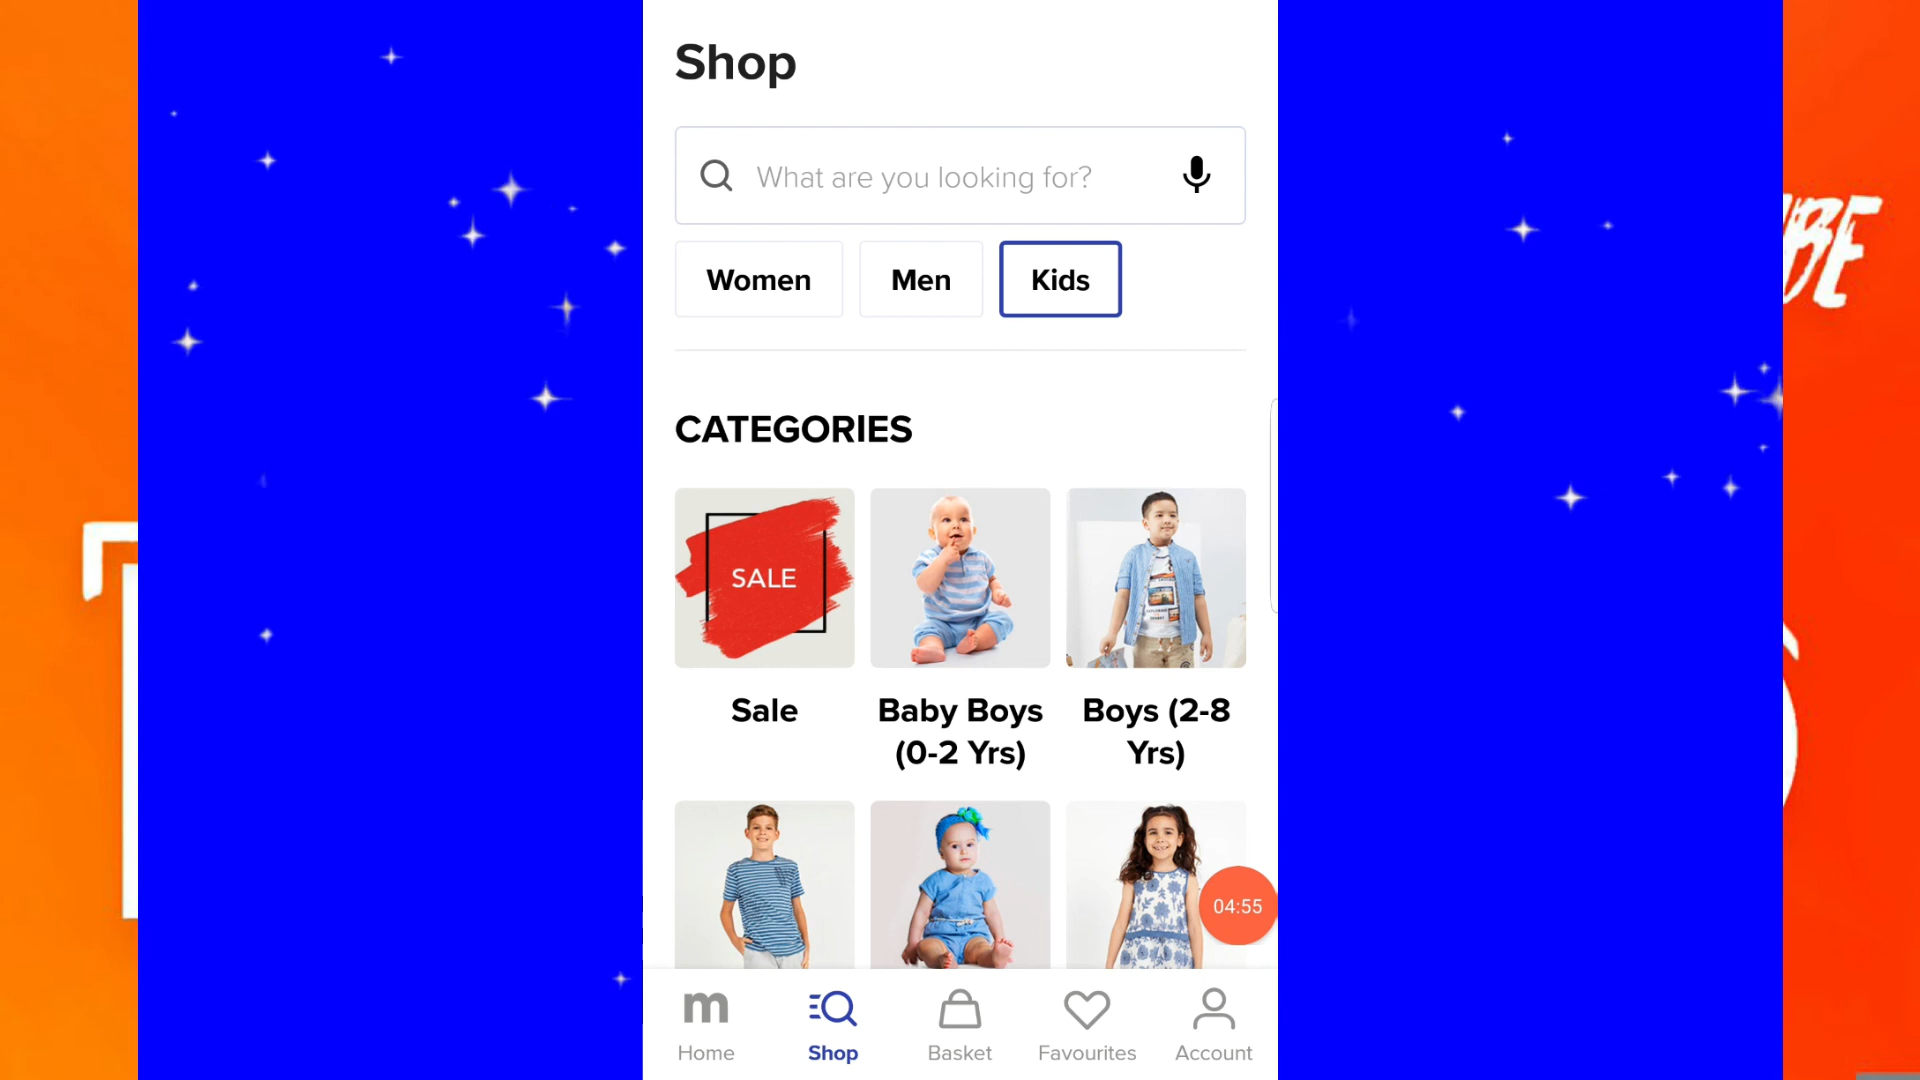 Shop
What are you looking for?
Women
Men
Kids
CATEGORIES
SALE
Sale
Baby Boys
(0-2 Yrs)
Boys (2-8
Yrs)
04:55
m
Home
Shop
Basket
Favourites
Account